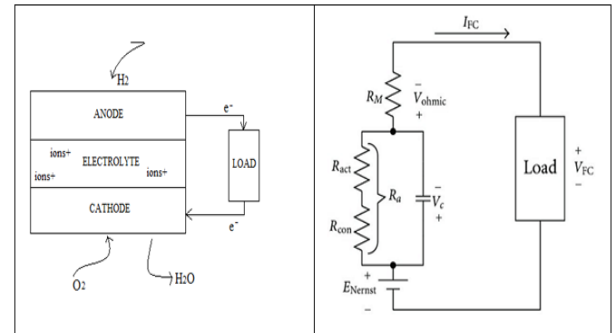 H2
ANODE
e-
ions+
ELECTROLYTE
ions+
ions+
LOAD
CATHODE
e-
O2
H2O
IFC
RM
−
Vohmic
+
Ract
Ra
Rcon
−
Vc
+
ENernst
+
−
Load
+
VFC
−